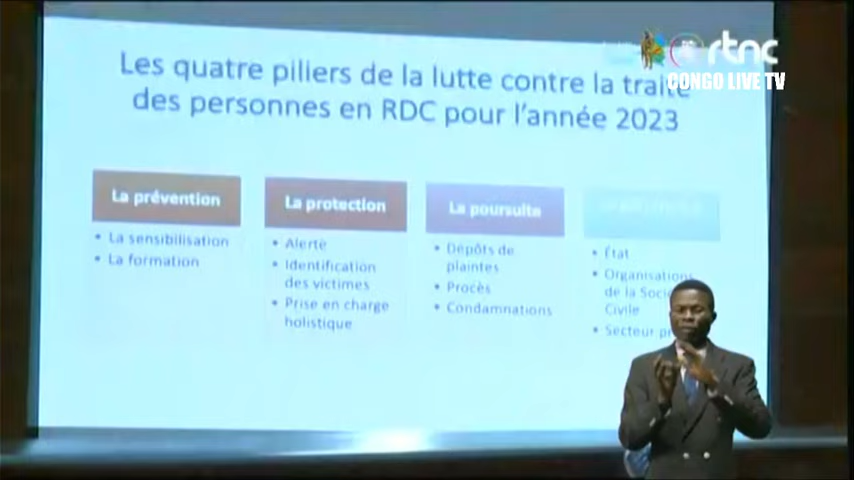 rtnc
CONGO LIVE TV
Les quatre piliers de la lutte contre la traite
des personnes en RDC pour l'année 2023
La prévention
• La sensibilisation
• La formation
La protection
• Alerte
• Identification
des victimes
• Prise en charge
holistique
La poursuite
• Dépôts de
plaintes
• Procès
• Condamnations
• État
• Organisations
de la Socié
Civile
• Secteur pr